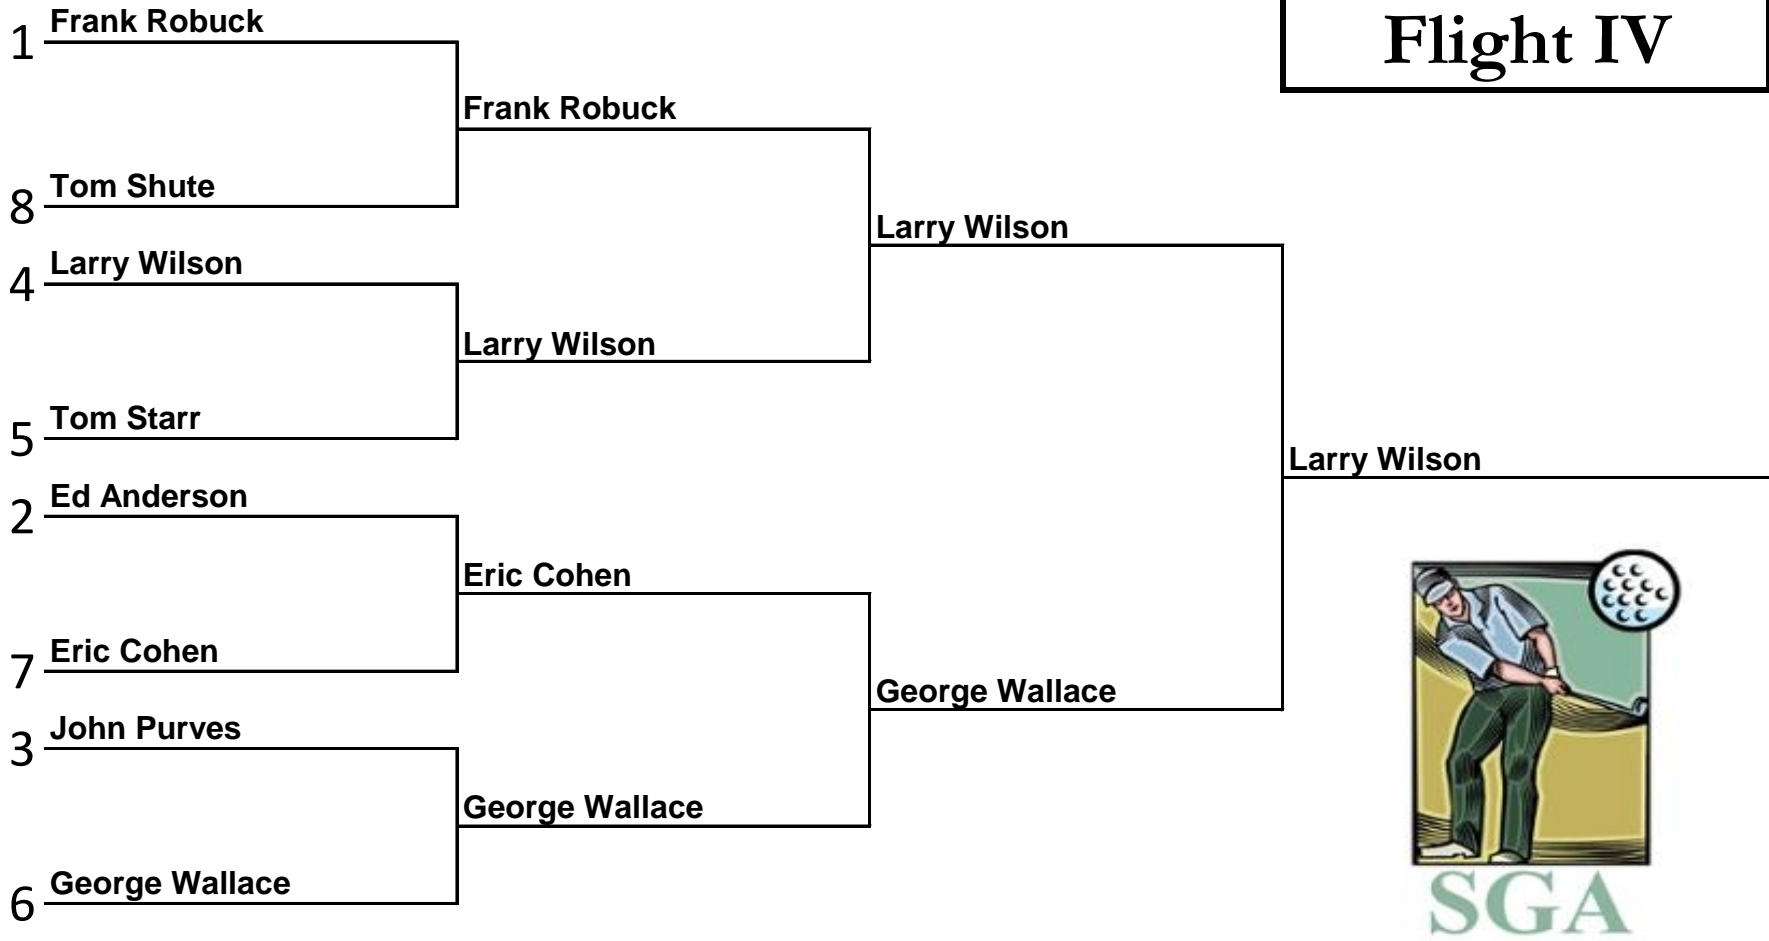 Flight IV
1 Frank Robuck
Frank Robuck
8 Tom Shute
Larry Wilson
4 Larry Wilson
Larry Wilson
5 Tom Starr
Larry Wilson
2 Ed Anderson
Eric Cohen
7 Eric Cohen
George Wallace
3 John Purves
George Wallace
6 George Wallace
SGA